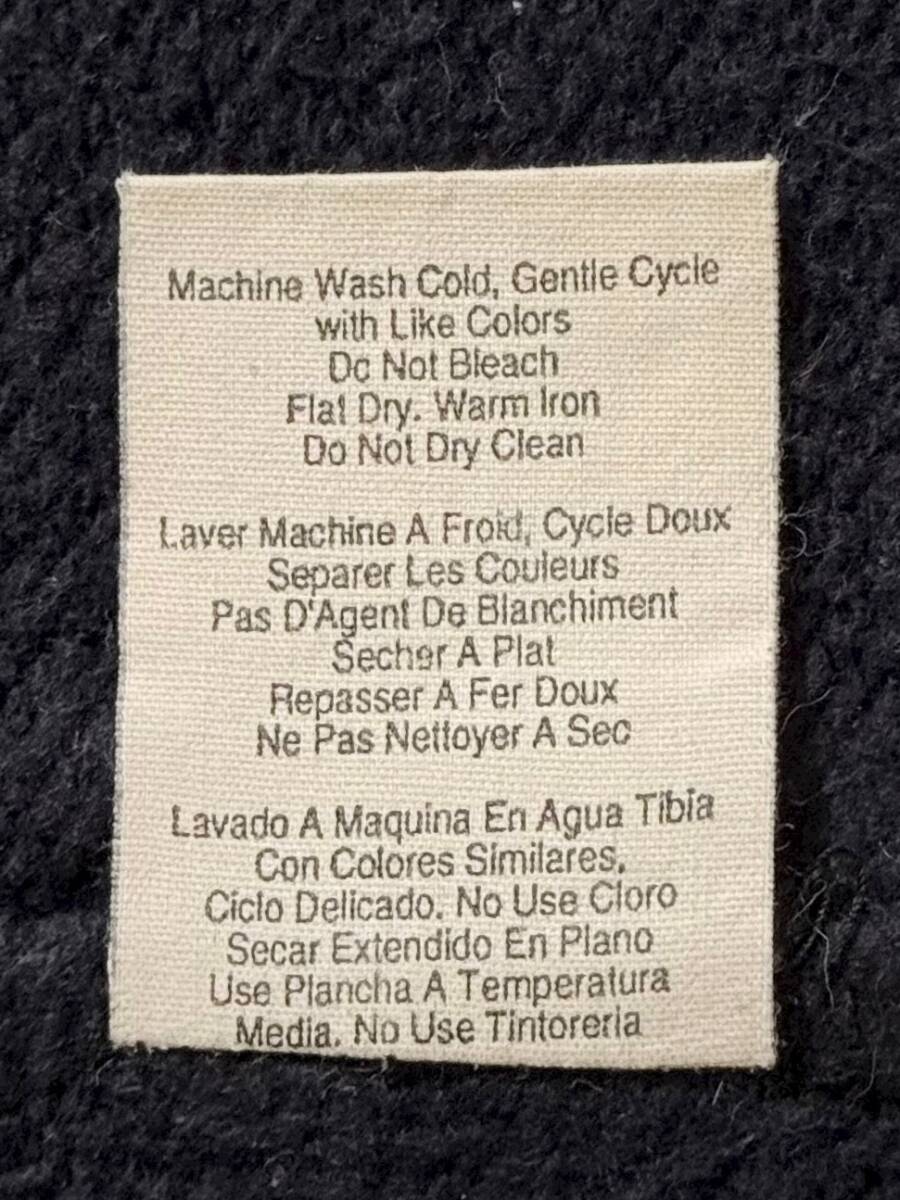 Machine Wash Cold, Gentle Cycle
with Like Colors
Do Not Bleach
Flat Dry. Warm Iron
Do Not Dry Clean
Laver Machine A Froid, Cycle Doux
Separer Les Couleurs
Pas D'Agent De Blanchiment
Secher A Plat
Repasser A Fer Doux
Ne Pas Nettoyer A Sec
Lavado A Maquina En Agua Tibia
Con Colores Similares.
Ciclo Delicado. No Use Cloro
Secar Extendido En Plano
Use Plancha A Temperatura
Media. No Use Tintoreria